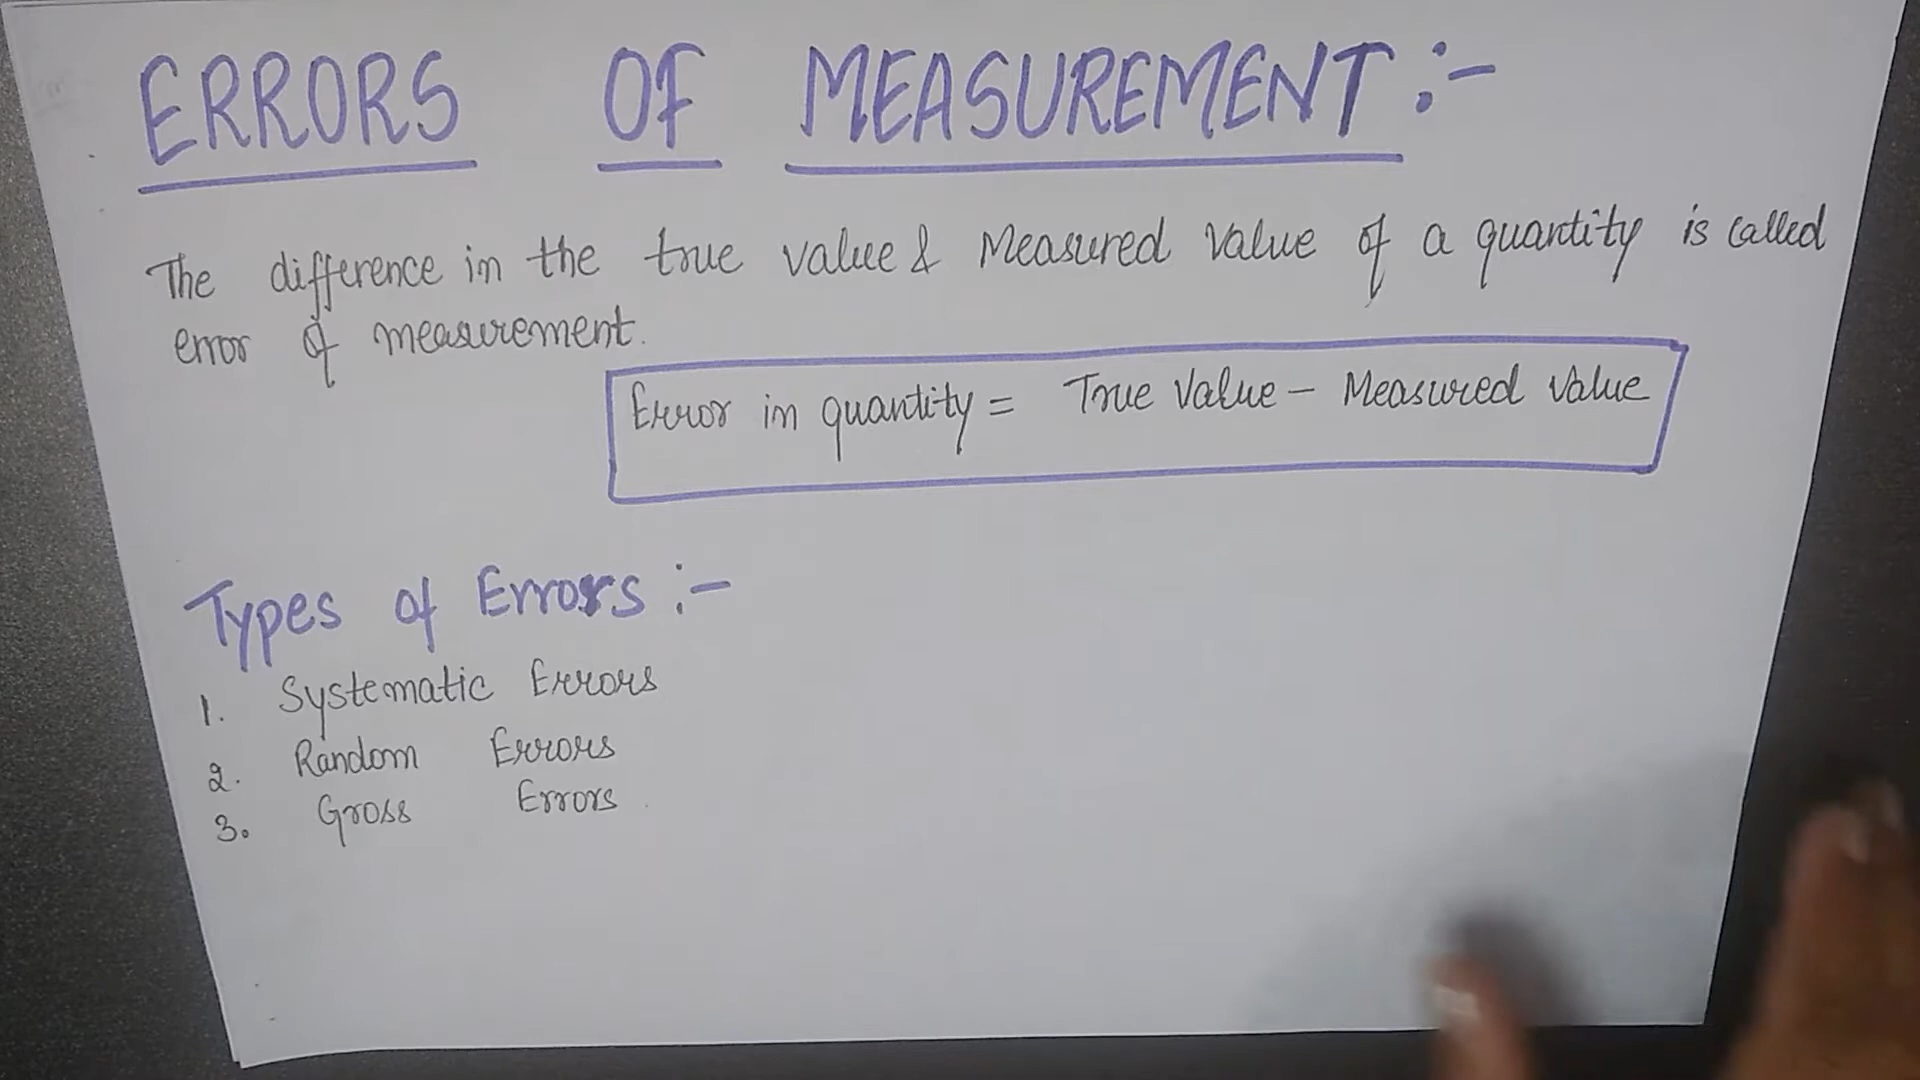 ERRORS OF MEASUREMENT :-
The difference in the true value & Measured Value of a quantity is called
error of measurement.
Error in quantity = True Value - Measured Value
Types of Errors :-
1. Systematic Errors
2. Random Errors
3. Gross Errors